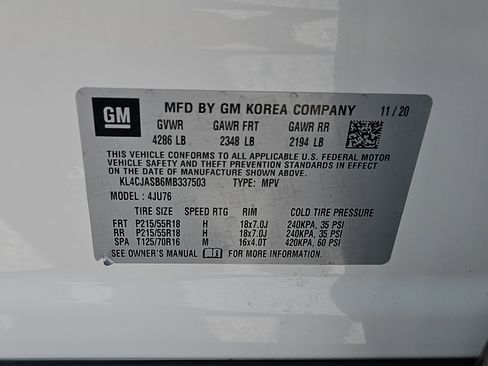 GM
MFD BY GM KOREA COMPANY 11 / 20
GVWR GAWR FRT GAWR RR
4286 LB 2348 LB 2194 LB
THIS VEHICLE CONFORMS TO ALL APPLICABLE U.S. FEDERAL MOTOR
VEHICLE SAFETY AND THEFT PREVENTION STANDARDS IN EFFECT
ON THE DATE OF MANUFACTURE SHOWN ABOVE.
KL4CJASB6MB337503 TYPE: MPV
MODEL : 4JU76
TIRE SIZE SPEED RTG RIM COLD TIRE PRESSURE
FRT P215/55R18 H 18x7.0J 240KPA, 35 PSI
RR P215/55R18 H 18x7.0J 240KPA, 35 PSI
SPA T125/70R16 M 16x4.0T 420KPA, 60 PSI
SEE OWNER'S MANUAL FOR MORE INFORMATION.